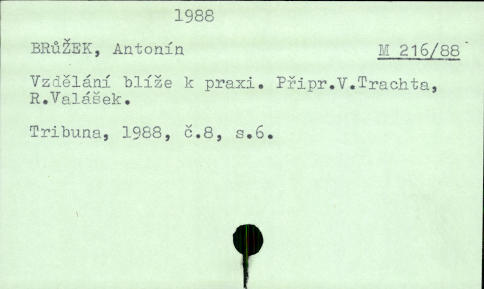 1988
BRůŽEK, Antonín M 216/88
Vzdělání blíže k praxi. Připr.V.Trachta,
R.Valášek.
Tribuna, 1988, č.8, s.6.